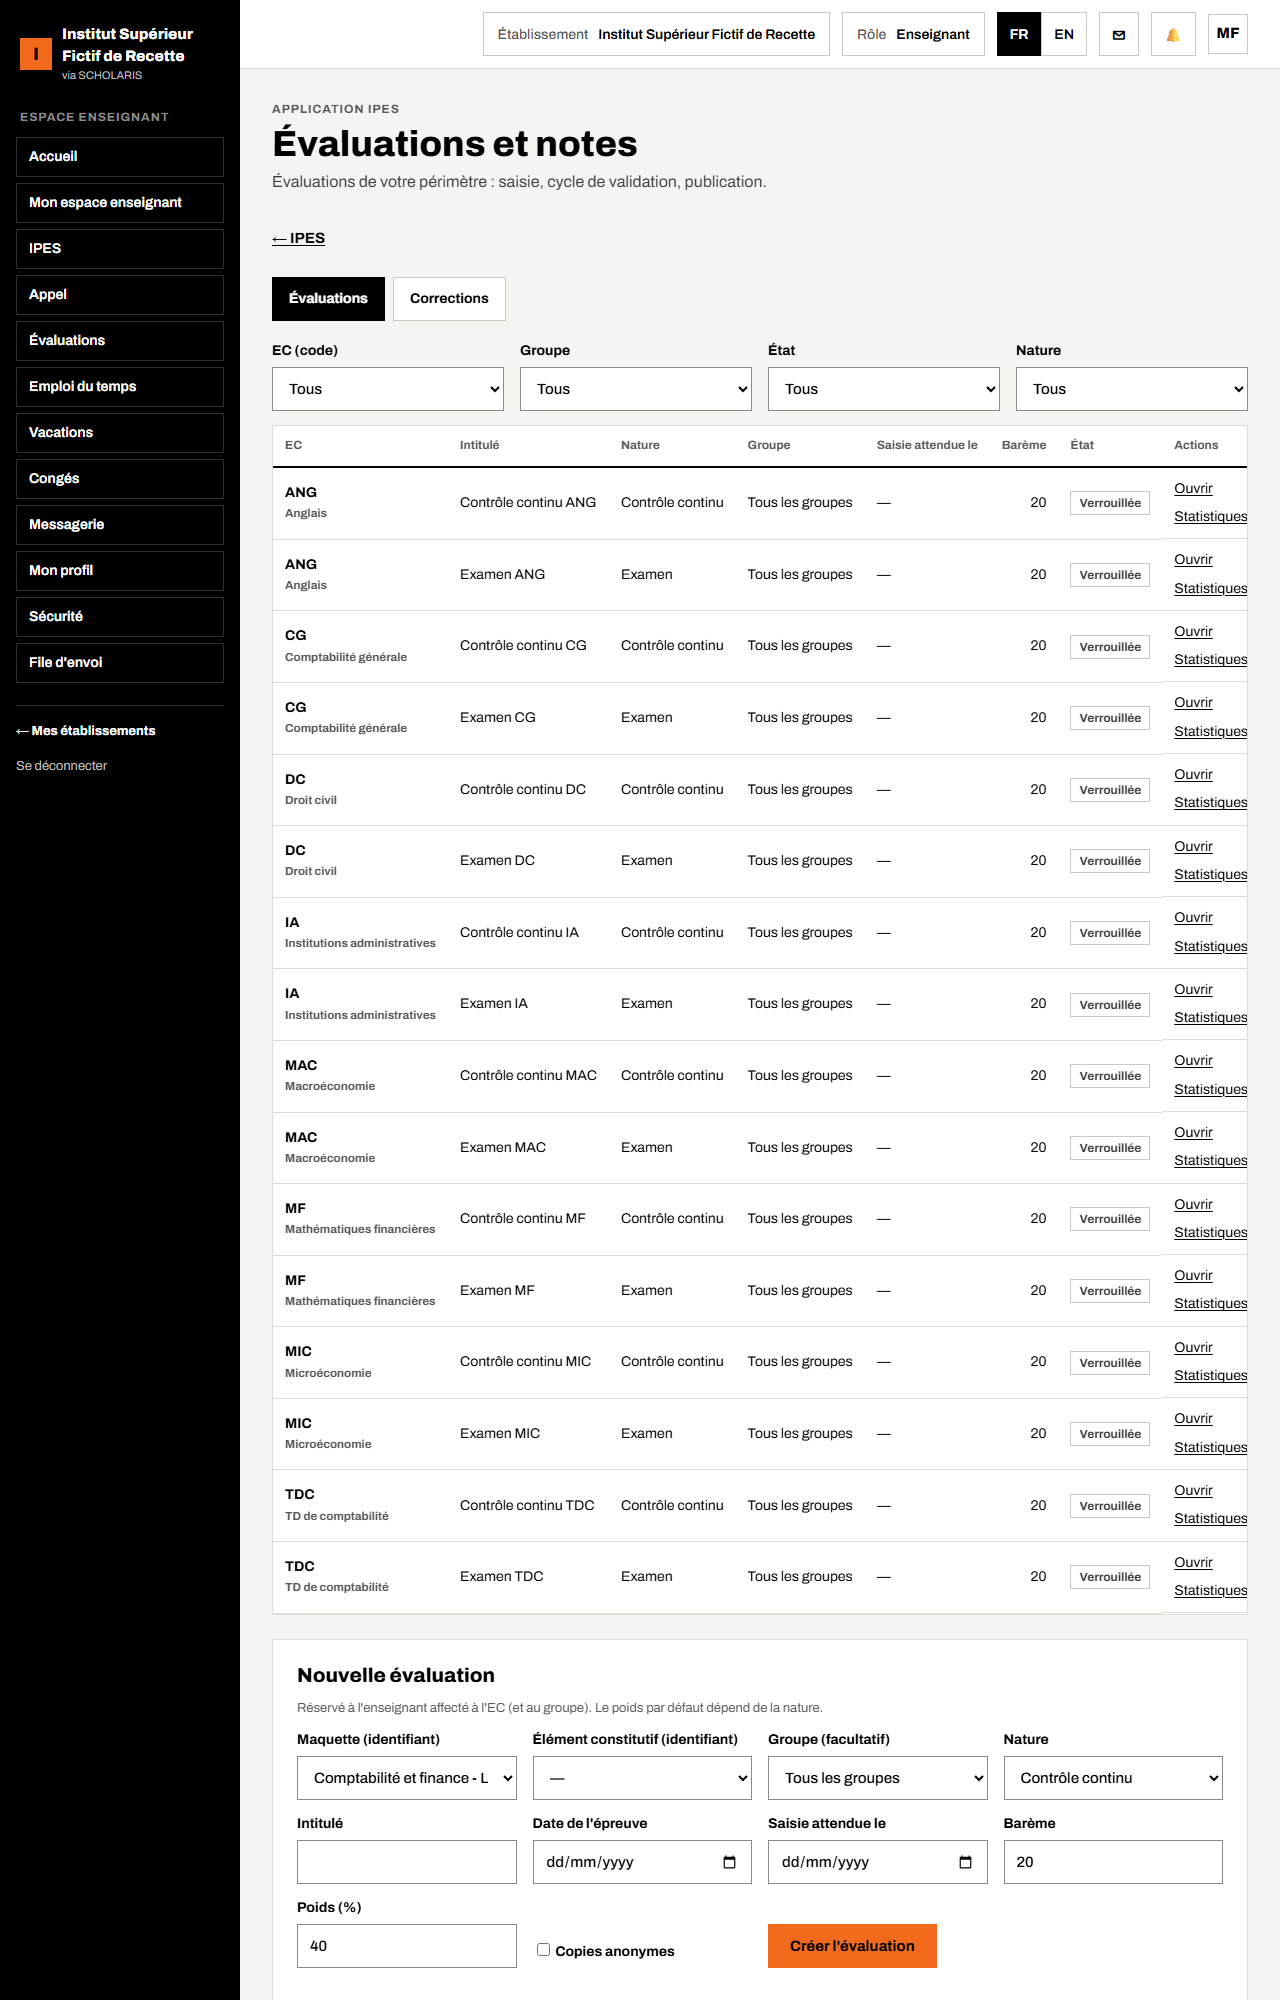 I
Institut Supérieur
Fictif de Recette
via SCHOLARIS
ESPACE ENSEIGNANT
Accueil
Mon espace enseignant
IPES
Appel
Évaluations
Emploi du temps
Vacations
Congés
Messagerie
Mon profil
Sécurité
File d'envoi
← Mes établissements
Se déconnecter
Établissement Institut Supérieur Fictif de Recette
Rôle Enseignant
FR EN
MF
APPLICATION IPES
Évaluations et notes
Évaluations de votre périmètre : saisie, cycle de validation, publication.
← IPES
Évaluations Corrections
EC (code) Groupe État Nature
Tous Tous Tous Tous
EC Intitulé Nature Groupe Saisie attendue le Barème État Actions
ANG Contrôle continu ANG Contrôle continu Tous les groupes — 20 Verrouillée Ouvrir
Anglais Statistiques
ANG Examen ANG Examen Tous les groupes — 20 Verrouillée Ouvrir
Anglais Statistiques
CG Contrôle continu CG Contrôle continu Tous les groupes — 20 Verrouillée Ouvrir
Comptabilité générale Statistiques
CG Examen CG Examen Tous les groupes — 20 Verrouillée Ouvrir
Comptabilité générale Statistiques
DC Contrôle continu DC Contrôle continu Tous les groupes — 20 Verrouillée Ouvrir
Droit civil Statistiques
DC Examen DC Examen Tous les groupes — 20 Verrouillée Ouvrir
Droit civil Statistiques
IA Contrôle continu IA Contrôle continu Tous les groupes — 20 Verrouillée Ouvrir
Institutions administratives Statistiques
IA Examen IA Examen Tous les groupes — 20 Verrouillée Ouvrir
Institutions administratives Statistiques
MAC Contrôle continu MAC Contrôle continu Tous les groupes — 20 Verrouillée Ouvrir
Macroéconomie Statistiques
MAC Examen MAC Examen Tous les groupes — 20 Verrouillée Ouvrir
Macroéconomie Statistiques
MF Contrôle continu MF Contrôle continu Tous les groupes — 20 Verrouillée Ouvrir
Mathématiques financières Statistiques
MF Examen MF Examen Tous les groupes — 20 Verrouillée Ouvrir
Mathématiques financières Statistiques
MIC Contrôle continu MIC Contrôle continu Tous les groupes — 20 Verrouillée Ouvrir
Microéconomie Statistiques
MIC Examen MIC Examen Tous les groupes — 20 Verrouillée Ouvrir
Microéconomie Statistiques
TDC Contrôle continu TDC Contrôle continu Tous les groupes — 20 Verrouillée Ouvrir
TD de comptabilité Statistiques
TDC Examen TDC Examen Tous les groupes — 20 Verrouillée Ouvrir
TD de comptabilité Statistiques
Nouvelle évaluation
Réservé à l'enseignant affecté à l'EC (et au groupe). Le poids par défaut dépend de la nature.
Maquette (identifiant) Élément constitutif (identifiant) Groupe (facultatif) Nature
Comptabilité et finance - L — Tous les groupes Contrôle continu
Intitulé Date de l'épreuve Saisie attendue le Barème
dd/mm/yyyy dd/mm/yyyy 20
Poids (%)
40 Copies anonymes Créer l'évaluation